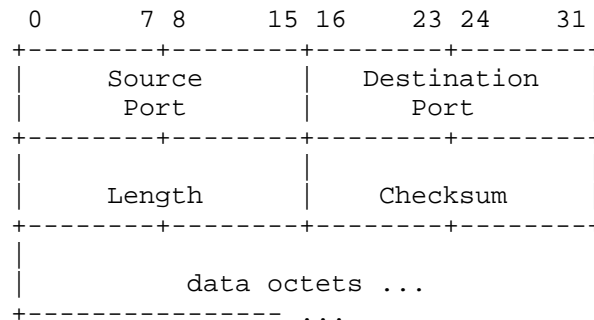 0 7 8 15 16 23 24 31
+--------+--------+--------+--------+
| Source | Destination |
| Port | Port |
+--------+--------+--------+--------+
| | |
| Length | Checksum |
+--------+--------+--------+--------+
|
| data octets ...
+---------------- ...